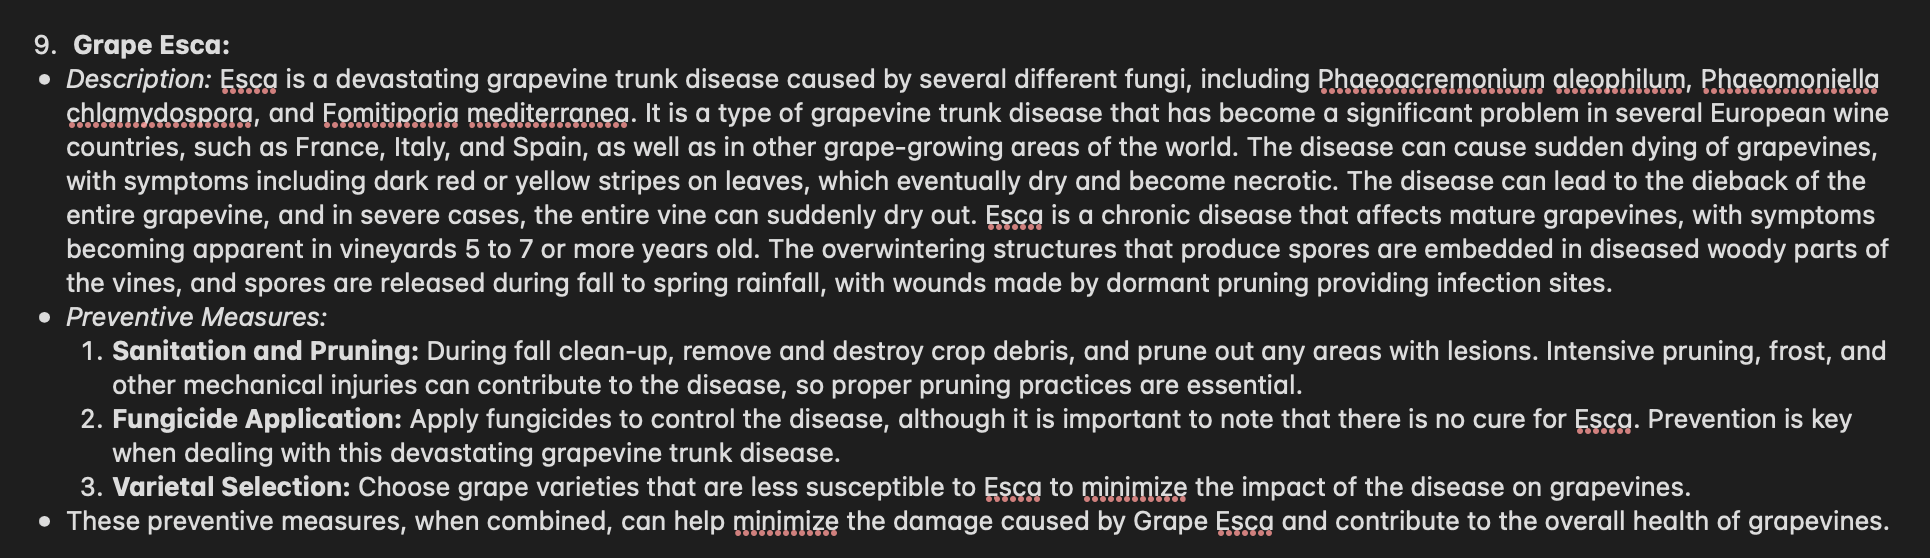 9. Grape Esca:
• Description: Esca is a devastating grapevine trunk disease caused by several different fungi, including Phaeoacremonium aleophilum, Phaeomoniella
chlamydospora, and Fomitiporia mediterranea. It is a type of grapevine trunk disease that has become a significant problem in several European wine
countries, such as France, Italy, and Spain, as well as in other grape-growing areas of the world. The disease can cause sudden dying of grapevines,
with symptoms including dark red or yellow stripes on leaves, which eventually dry and become necrotic. The disease can lead to the dieback of the
entire grapevine, and in severe cases, the entire vine can suddenly dry out. Esca is a chronic disease that affects mature grapevines, with symptoms
becoming apparent in vineyards 5 to 7 or more years old. The overwintering structures that produce spores are embedded in diseased woody parts of
the vines, and spores are released during fall to spring rainfall, with wounds made by dormant pruning providing infection sites.
• Preventive Measures:
1. Sanitation and Pruning: During fall clean-up, remove and destroy crop debris, and prune out any areas with lesions. Intensive pruning, frost, and
other mechanical injuries can contribute to the disease, so proper pruning practices are essential.
2. Fungicide Application: Apply fungicides to control the disease, although it is important to note that there is no cure for Esca. Prevention is key
when dealing with this devastating grapevine trunk disease.
3. Varietal Selection: Choose grape varieties that are less susceptible to Esca to minimize the impact of the disease on grapevines.
• These preventive measures, when combined, can help minimize the damage caused by Grape Esca and contribute to the overall health of grapevines.